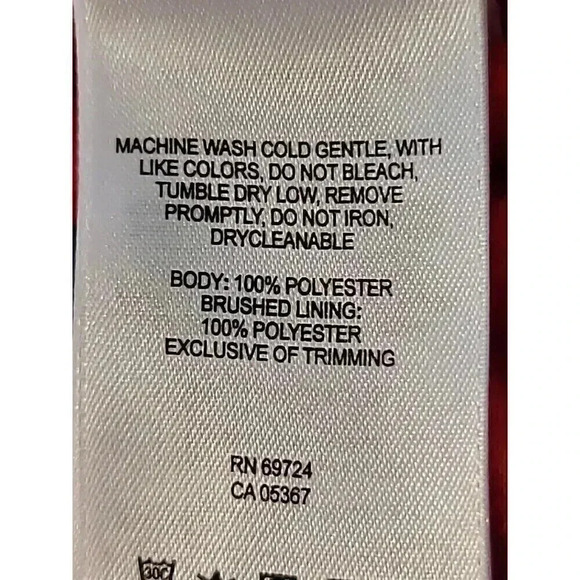 MACHINE WASH COLD GENTLE, WITH
LIKE COLORS, DO NOT BLEACH,
TUMBLE DRY LOW, REMOVE
PROMPTLY, DO NOT IRON,
DRYCLEANABLE
BODY: 100% POLYESTER
BRUSHED LINING:
100% POLYESTER
EXCLUSIVE OF TRIMMING
RN 69724
CA 05367
30C